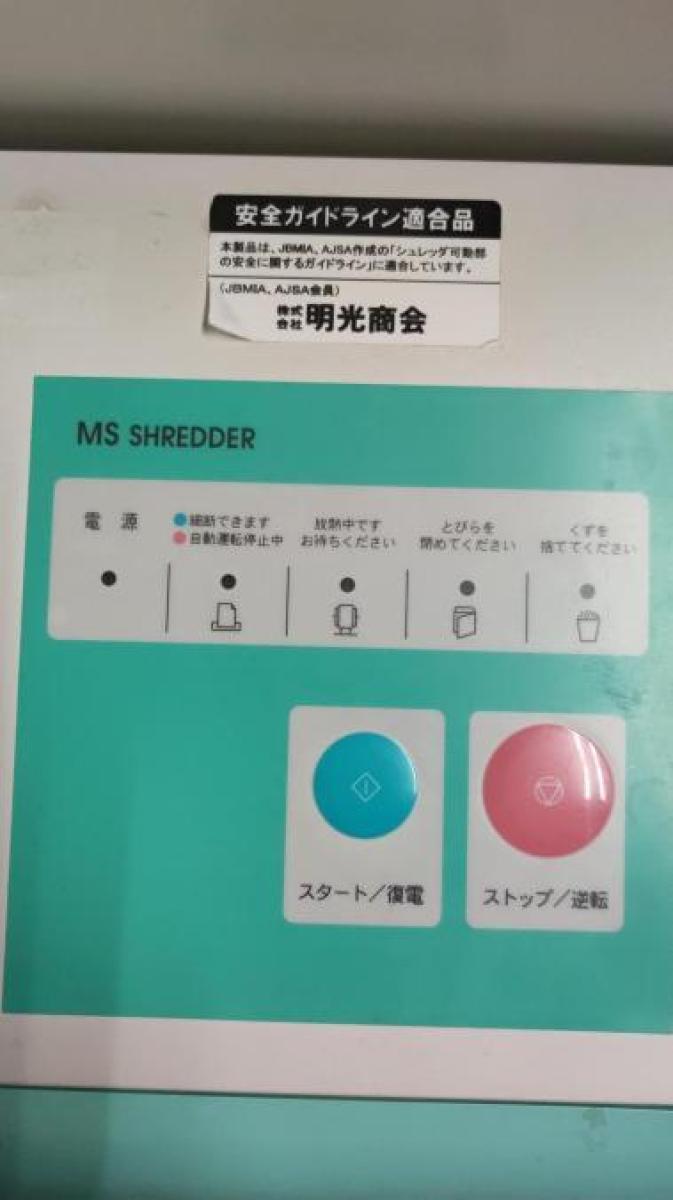 安全ガイドライン適合品
本製品は、JBMIA、AJSA作成の「シュレッダ可動部
の安全に関するガイドライン」に適合しています。
(JBMIA、AJSA会員)
株式会社 明光商会
MS SHREDDER
電源
細断できます
自動運転停止中
放熱中です
お待ちください
とびらを
閉めてください
くずを
捨ててください
スタート/復電
ストップ/逆転